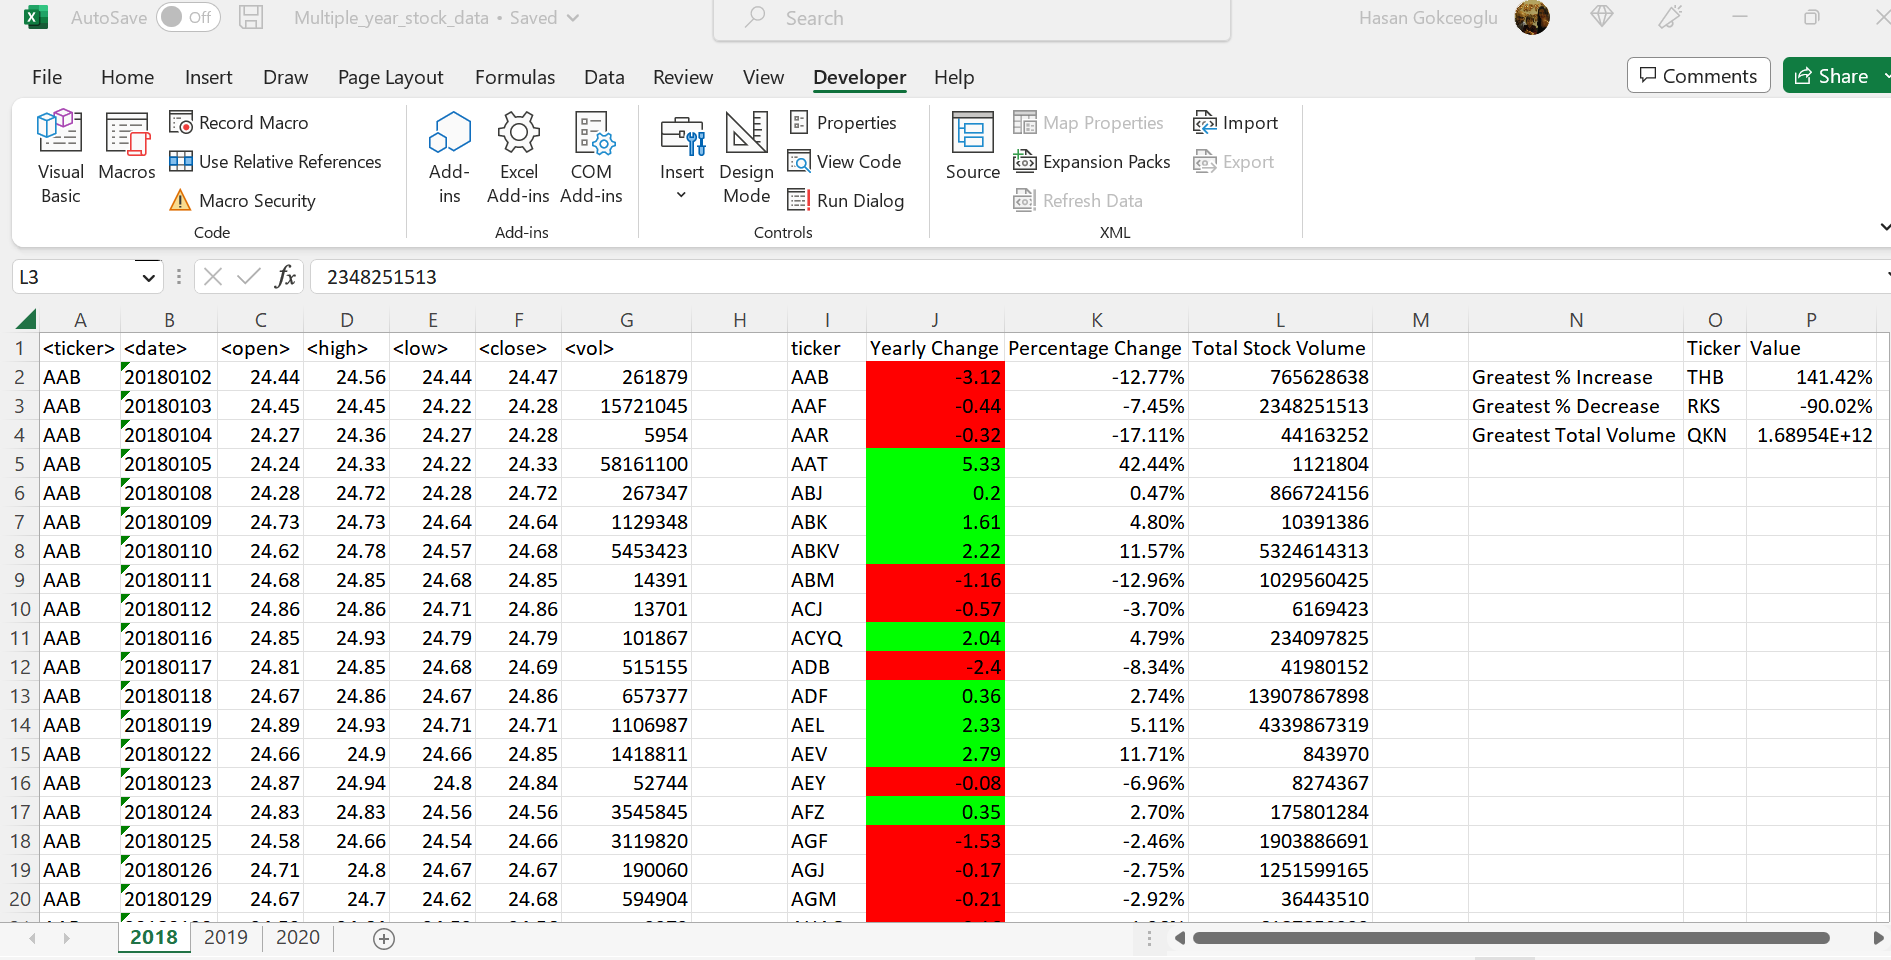 AutoSave Off Multiple_year_stock_data • Saved Search Hasan Gokceoglu
File Home Insert Draw Page Layout Formulas Data Review View Developer Help Comments Share
Visual Basic Macros Record Macro Use Relative References Macro Security Add-ins Excel Add-ins COM Add-ins Insert Design Mode Properties View Code Run Dialog Source Map Properties Expansion Packs Refresh Data Import Export
Code Add-ins Controls XML
L3 fx 2348251513
A B C D E F G H I J K L M N O P
1 <ticker> <date> <open> <high> <low> <close> <vol> ticker Yearly Change Percentage Change Total Stock Volume Ticker Value
2 AAB 20180102 24.44 24.56 24.44 24.47 261879 AAB -3.12 -12.77% 765628638 Greatest % Increase THB 141.42%
3 AAB 20180103 24.45 24.45 24.22 24.28 15721045 AAF -0.44 -7.45% 2348251513 Greatest % Decrease RKS -90.02%
4 AAB 20180104 24.27 24.36 24.27 24.28 5954 AAR -0.32 -17.11% 44163252 Greatest Total Volume QKN 1.68954E+12
5 AAB 20180105 24.24 24.33 24.22 24.33 58161100 AAT 5.33 42.44% 1121804
6 AAB 20180108 24.28 24.72 24.28 24.72 267347 ABJ 0.2 0.47% 866724156
7 AAB 20180109 24.73 24.73 24.64 24.64 1129348 ABK 1.61 4.80% 10391386
8 AAB 20180110 24.62 24.78 24.57 24.68 5453423 ABKV 2.22 11.57% 5324614313
9 AAB 20180111 24.68 24.85 24.68 24.85 14391 ABM -1.16 -12.96% 1029560425
10 AAB 20180112 24.86 24.86 24.71 24.86 13701 ACJ -0.57 -3.70% 6169423
11 AAB 20180116 24.85 24.93 24.79 24.79 101867 ACYQ 2.04 4.79% 234097825
12 AAB 20180117 24.81 24.85 24.68 24.69 515155 ADB -2.4 -8.34% 41980152
13 AAB 20180118 24.67 24.86 24.67 24.86 657377 ADF 0.36 2.74% 13907867898
14 AAB 20180119 24.89 24.93 24.71 24.71 1106987 AEL 2.33 5.11% 4339867319
15 AAB 20180122 24.66 24.9 24.66 24.85 1418811 AEV 2.79 11.71% 843970
16 AAB 20180123 24.87 24.94 24.8 24.84 52744 AEY -0.08 -6.96% 8274367
17 AAB 20180124 24.83 24.83 24.56 24.56 3545845 AFZ 0.35 2.70% 175801284
18 AAB 20180125 24.58 24.66 24.54 24.66 3119820 AGF -1.53 -2.46% 1903886691
19 AAB 20180126 24.71 24.8 24.67 24.67 190060 AGJ -0.17 -2.75% 1251599165
20 AAB 20180129 24.67 24.7 24.62 24.68 594904 AGM -0.21 -2.92% 36443510
2018 2019 2020